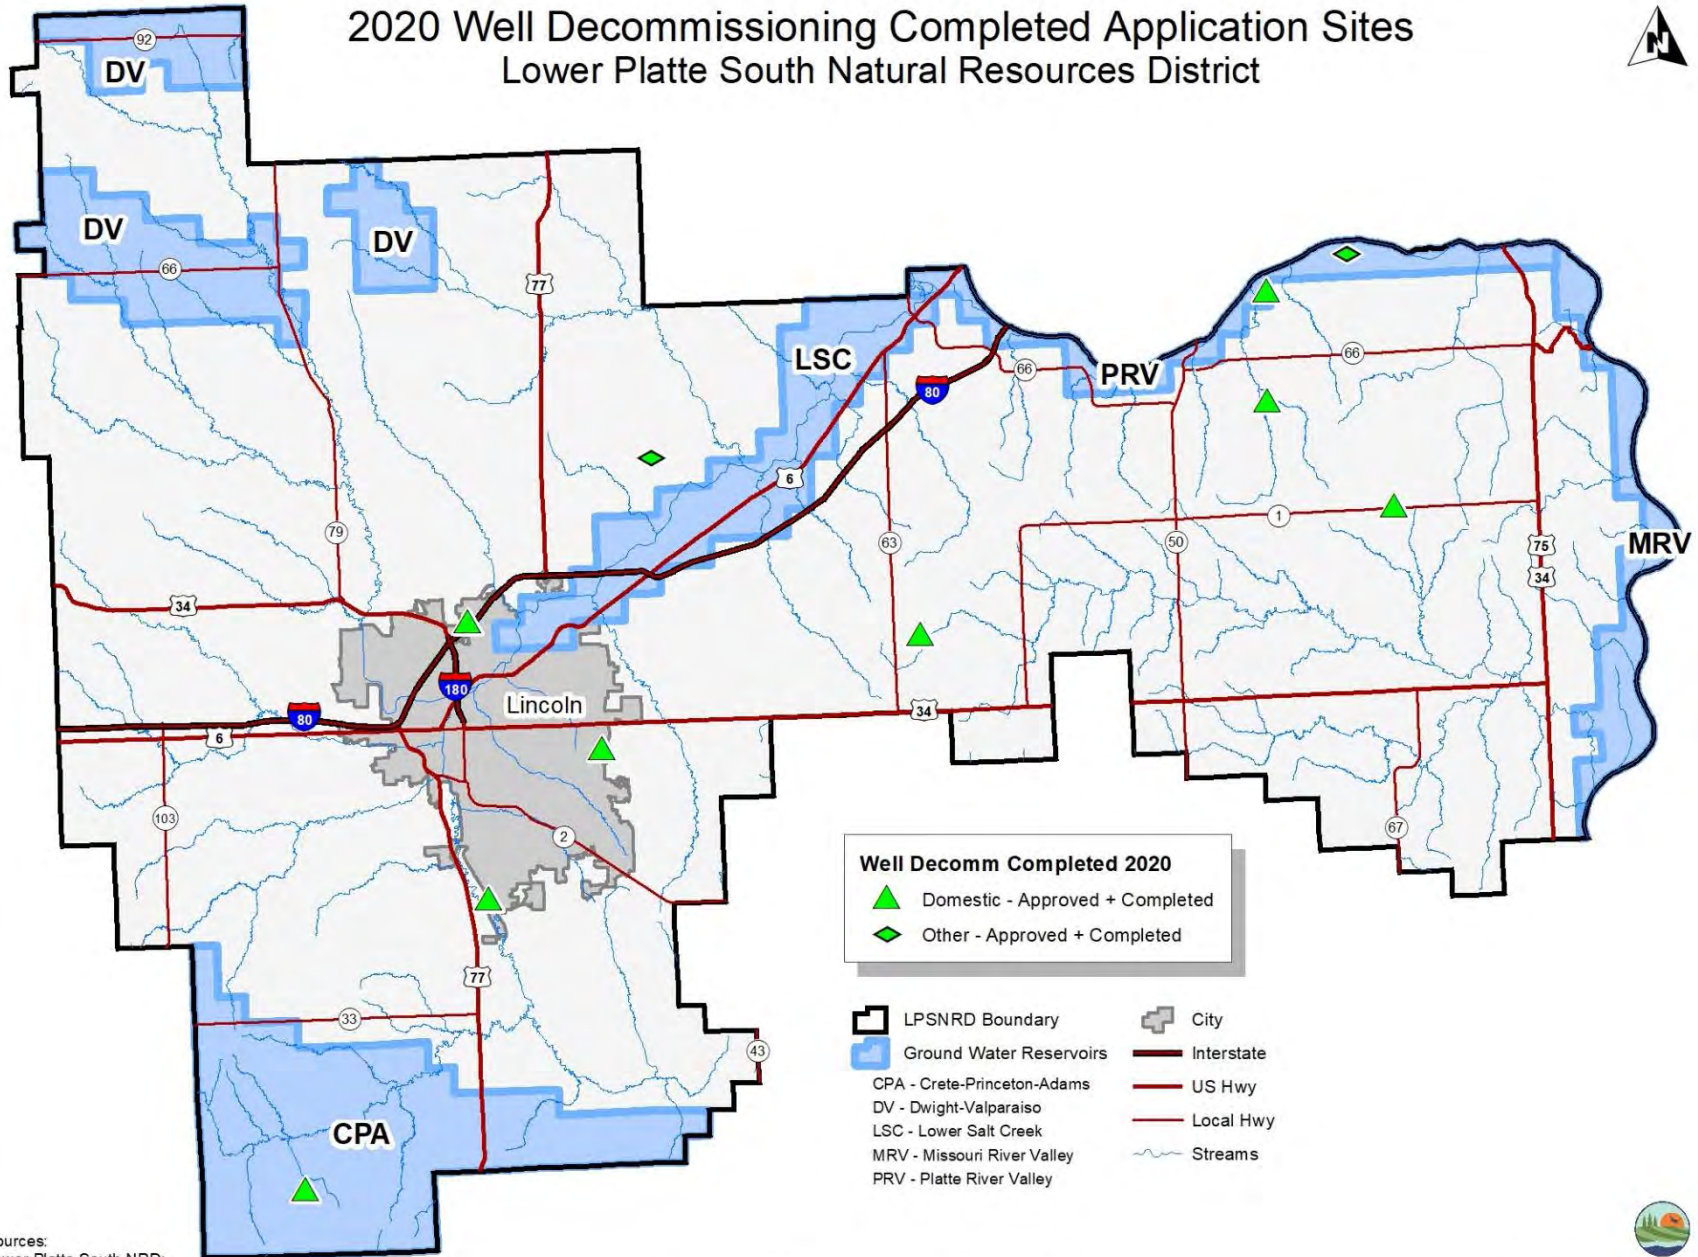 2020 Well Decommissioning Completed Application Sites
Lower Platte South Natural Resources District
N
92
DV
DV
DV
66
77
LSC
80
66
PRV
66
6
79
63
50
1
75
34
MRV
34
180
Lincoln
80
6
34
103
2
67
77
33
43
CPA
Well Decomm Completed 2020
Domestic - Approved + Completed
Other - Approved + Completed
LPSNRD Boundary
Ground Water Reservoirs
CPA - Crete-Princeton-Adams
DV - Dwight-Valparaiso
LSC - Lower Salt Creek
MRV - Missouri River Valley
PRV - Platte River Valley
City
Interstate
US Hwy
Local Hwy
Streams